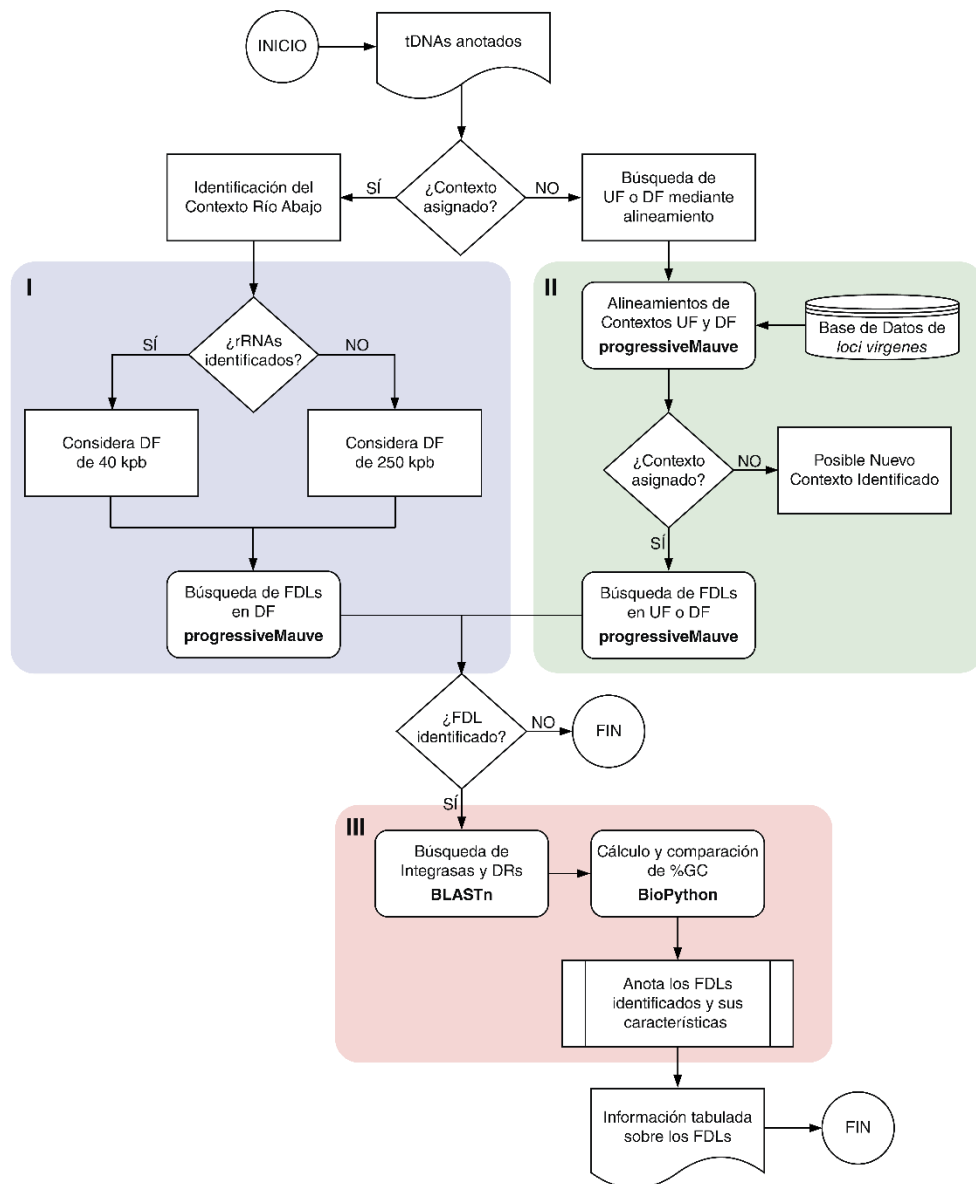 INICIO
tDNAs anotados
Identificación del
Contexto Río Abajo
SÍ
¿Contexto
asignado?
NO
Búsqueda de
UF o DF mediante
alineamiento
I
¿rRNAs
identificados?
SÍ
NO
Considera DF
de 40 kpb
Considera DF
de 250 kpb
Búsqueda de FDLs
en DF
progressiveMauve
II
Alineamientos de
Contextos UF y DF
progressiveMauve
Base de Datos de
loci virgenes
¿Contexto
asignado?
NO
Posible Nuevo
Contexto Identificado
SÍ
Búsqueda de FDLs
en UF o DF
progressiveMauve
¿FDL
identificado?
NO
FIN
SÍ
III
Búsqueda de
Integrasas y DRs
BLASTn
Cálculo y comparación
de %GC
BioPython
Anota los FDLs
identificados y sus
características
Información tabulada
sobre los FDLs
FIN